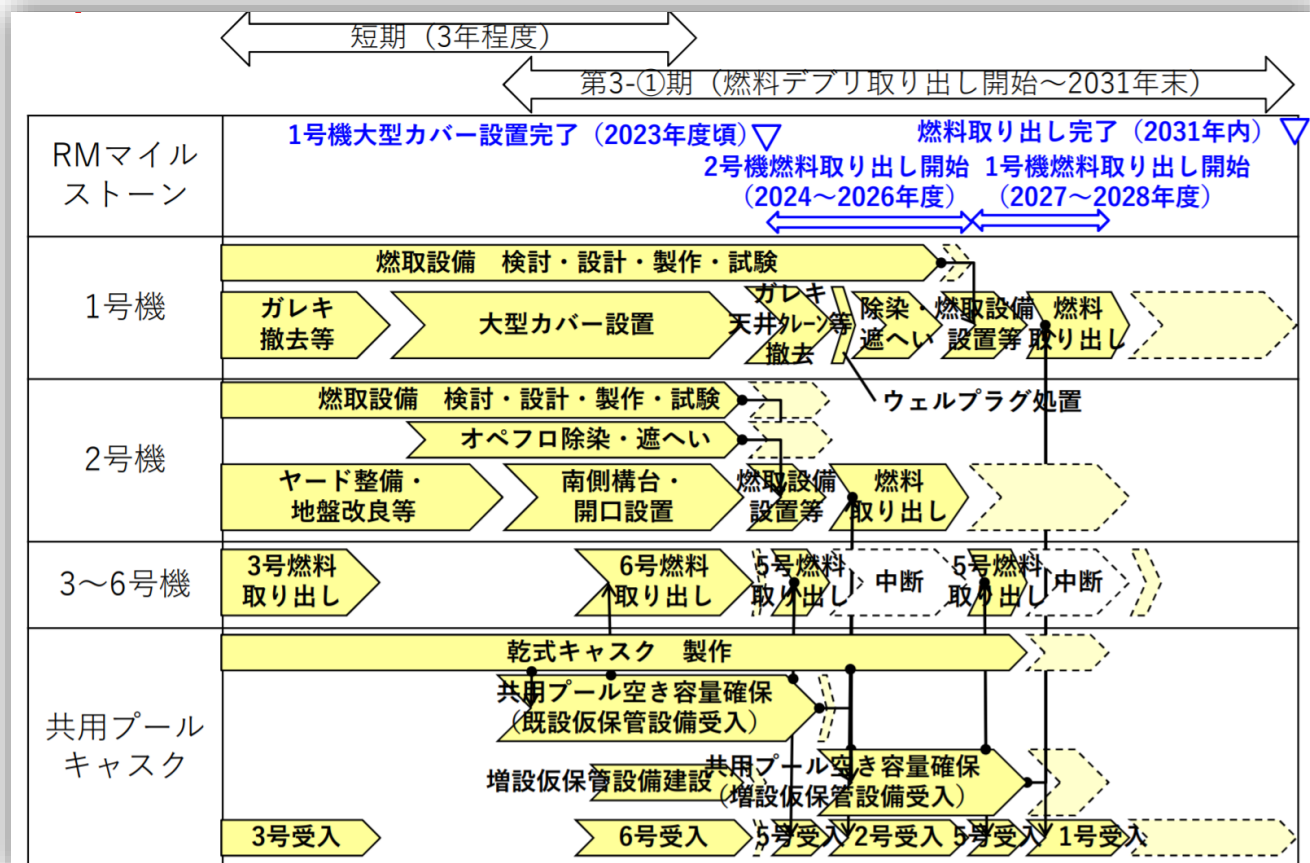 短期（3年程度）
第3-①期（燃料デブリ取り出し開始～2031年末）
RMマイル
ストーン
1号機大型カバー設置完了（2023年度頃）
燃料取り出し完了（2031年内）
2号機燃料取り出し開始
（2024～2026年度）
1号機燃料取り出し開始
（2027～2028年度）
1号機
燃取設備　検討・設計・製作・試験
ガレキ
撤去等
大型カバー設置
ガレキ
天井クレーン等
撤去
除染・
遮へい
燃取設備
設置等
燃料
取り出し
ウェルプラグ処置
2号機
燃取設備　検討・設計・製作・試験
オペフロ除染・遮へい
ヤード整備・
地盤改良等
南側構台・
開口設置
燃取設備
設置等
燃料
取り出し
3～6号機
3号燃料
取り出し
6号燃料
取り出し
5号燃料
取り出し
中断
5号燃料
取り出し
中断
共用プール
キャスク
乾式キャスク　製作
共用プール空き容量確保
（既設仮保管設備受入）
増設仮保管設備建設
共用プール空き容量確保
（増設仮保管設備受入）
3号受入
6号受入
5号受入
2号受入
5号受入
1号受入